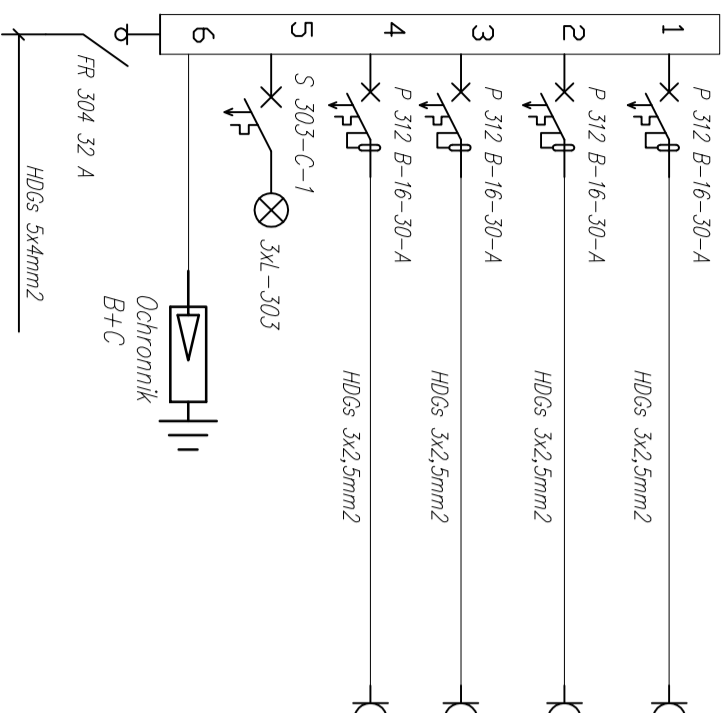 1
2
3
4
5
6
P 312 B-16-30-A
P 312 B-16-30-A
P 312 B-16-30-A
P 312 B-16-30-A
S 303-C-1
FR 304 32 A
HDGs 3x2,5mm2
HDGs 3x2,5mm2
HDGs 3x2,5mm2
HDGs 3x2,5mm2
3xL-303
Ochronnik
B+C
HDGs 5x4mm2